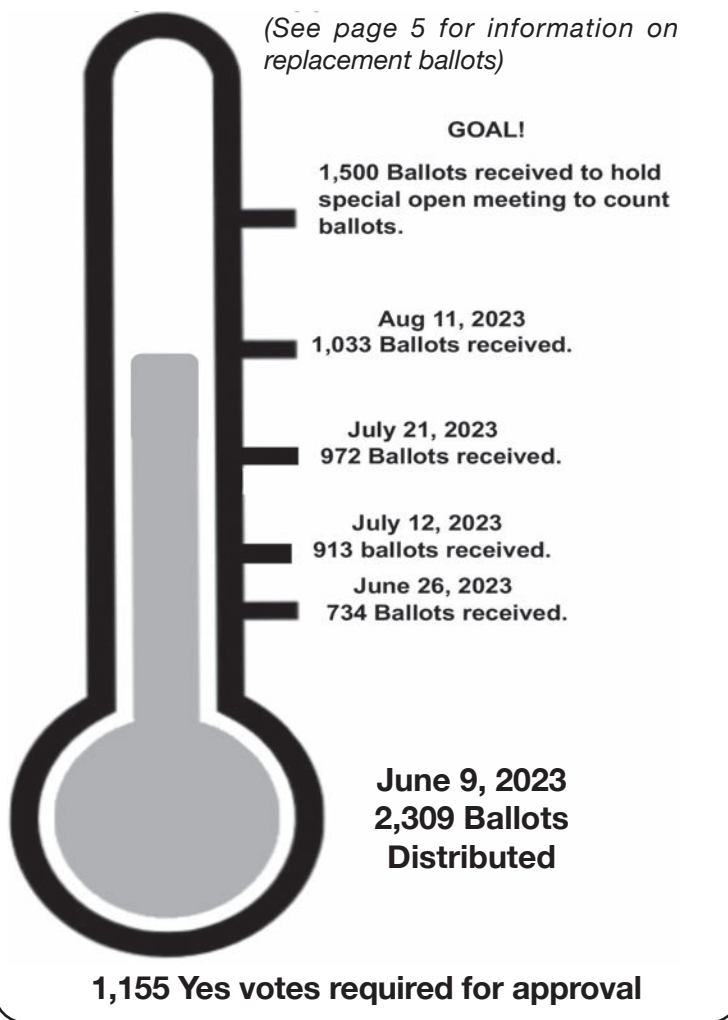 (See page 5 for information on
replacement ballots)
GOAL!
1,500 Ballots received to hold
special open meeting to count
ballots.
Aug 11, 2023
1,033 Ballots received.
July 21, 2023
972 Ballots received.
July 12, 2023
913 ballots received.
June 26, 2023
734 Ballots received.
June 9, 2023
2,309 Ballots
Distributed
1,155 Yes votes required for approval